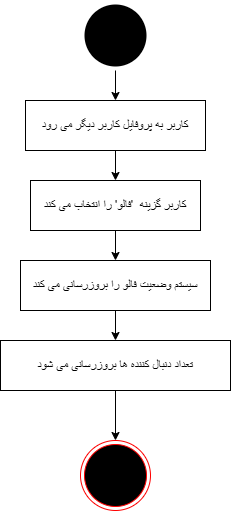 کاربر به پروفایل کاربر دیگر می رود
کاربر گزینه 'فالو' را انتخاب می کند
سیستم وضعیت فالو را بروزرسانی می کند
تعداد دنبال کننده ها بروزرسانی می شود